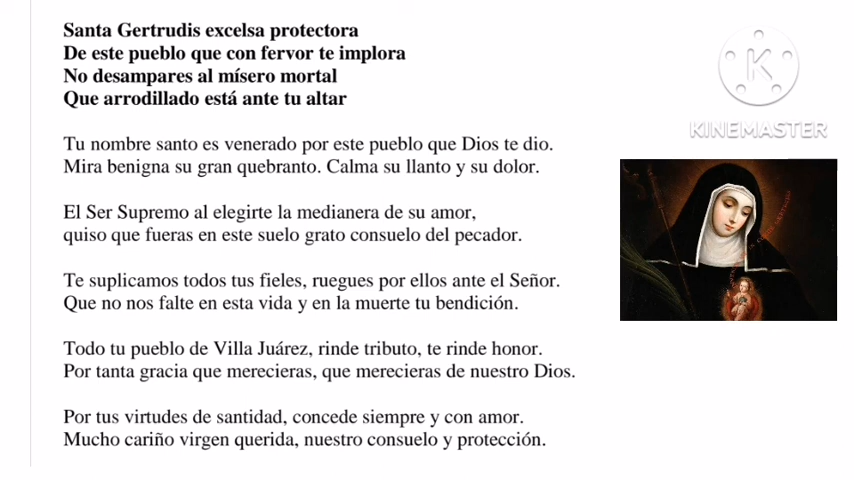 Santa Gertrudis excelsa protectora
De este pueblo que con fervor te implora
No desampares al mísero mortal
Que arrodillado está ante tu altar
Tu nombre santo es venerado por este pueblo que Dios te dio.
Mira benigna su gran quebranto. Calma su llanto y su dolor.
El Ser Supremo al elegirte la medianera de su amor,
quiso que fueras en este suelo grato consuelo del pecador.
Te suplicamos todos tus fieles, ruegues por ellos ante el Señor.
Que no nos falte en esta vida y en la muerte tu bendición.
Todo tu pueblo de Villa Juárez, rinde tributo, te rinde honor.
Por tanta gracia que merecieras, que merecieras de nuestro Dios.
Por tus virtudes de santidad, concede siempre y con amor.
Mucho cariño virgen querida, nuestro consuelo y protección.
K
KINEMASTER